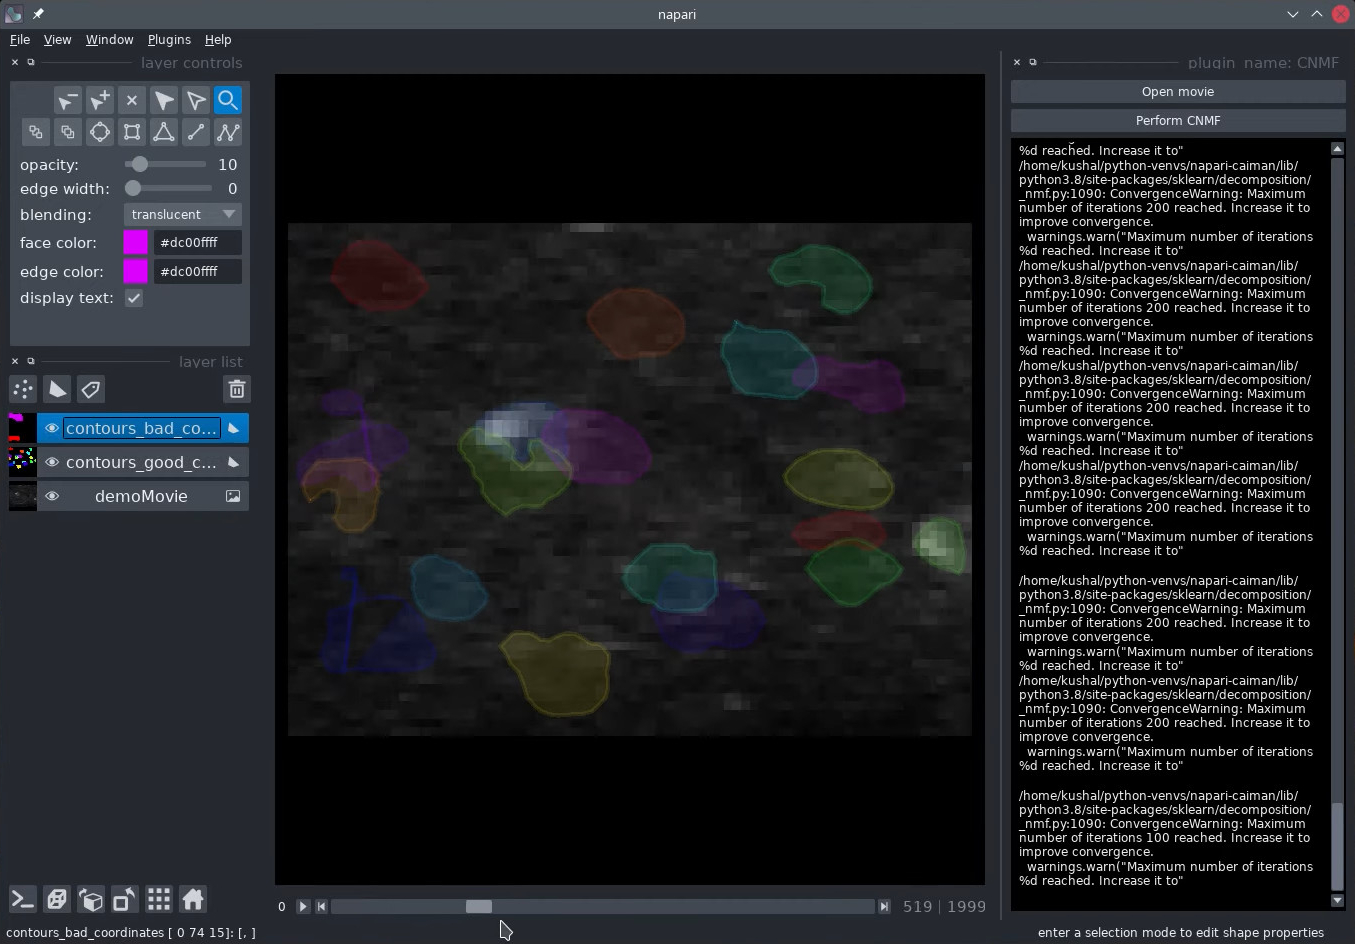 napari
File View Window Plugins Help
layer controls
opacity: 10
edge width: 0
blending: translucent
face color: #dc00ffff
edge color: #dc00ffff
display text:
layer list
contours_bad_co...
contours_good_c...
demoMovie
0 519 | 1999
contours_bad_coordinates [ 0 74 15]: [, ]
plugin name: CNMF
Open movie
Perform CNMF
%d reached. Increase it to"
/home/kushal/python-venvs/napari-caiman/lib/
python3.8/site-packages/sklearn/decomposition/
_nmf.py:1090: ConvergenceWarning: Maximum
number of iterations 200 reached. Increase it to
improve convergence.
warnings.warn("Maximum number of iterations
%d reached. Increase it to"
/home/kushal/python-venvs/napari-caiman/lib/
python3.8/site-packages/sklearn/decomposition/
_nmf.py:1090: ConvergenceWarning: Maximum
number of iterations 200 reached. Increase it to
improve convergence.
warnings.warn("Maximum number of iterations
%d reached. Increase it to"
/home/kushal/python-venvs/napari-caiman/lib/
python3.8/site-packages/sklearn/decomposition/
_nmf.py:1090: ConvergenceWarning: Maximum
number of iterations 200 reached. Increase it to
improve convergence.
warnings.warn("Maximum number of iterations
%d reached. Increase it to"
/home/kushal/python-venvs/napari-caiman/lib/
python3.8/site-packages/sklearn/decomposition/
_nmf.py:1090: ConvergenceWarning: Maximum
number of iterations 200 reached. Increase it to
improve convergence.
warnings.warn("Maximum number of iterations
%d reached. Increase it to"
/home/kushal/python-venvs/napari-caiman/lib/
python3.8/site-packages/sklearn/decomposition/
_nmf.py:1090: ConvergenceWarning: Maximum
number of iterations 200 reached. Increase it to
improve convergence.
warnings.warn("Maximum number of iterations
%d reached. Increase it to"
/home/kushal/python-venvs/napari-caiman/lib/
python3.8/site-packages/sklearn/decomposition/
_nmf.py:1090: ConvergenceWarning: Maximum
number of iterations 200 reached. Increase it to
improve convergence.
warnings.warn("Maximum number of iterations
%d reached. Increase it to"
/home/kushal/python-venvs/napari-caiman/lib/
python3.8/site-packages/sklearn/decomposition/
_nmf.py:1090: ConvergenceWarning: Maximum
number of iterations 100 reached. Increase it to
improve convergence.
warnings.warn("Maximum number of iterations
%d reached. Increase it to"
enter a selection mode to edit shape properties